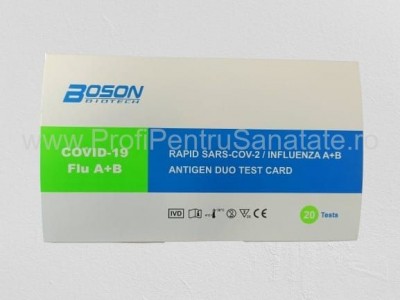 BOSON
BIOTECH
www.ProfiPentruSanatate.ro
COVID-19
Flu A+B
RAPID SARS-COV-2 / INFLUENZA A+B
ANTIGEN DUO TEST CARD
IVD
CE
20 Tests